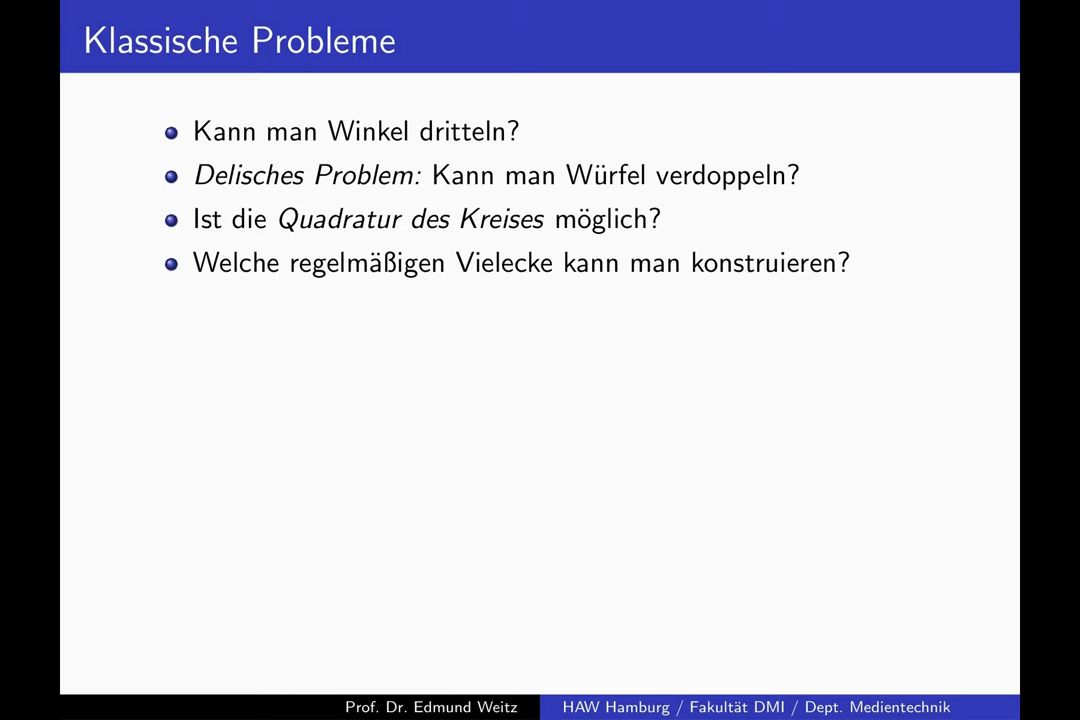 Klassische Probleme
Kann man Winkel dritteln?
Delisches Problem: Kann man Würfel verdoppeln?
Ist die Quadratur des Kreises möglich?
Welche regelmäßigen Vielecke kann man konstruieren?
Prof. Dr. Edmund Weitz HAW Hamburg / Fakultät DMI / Dept. Medientechnik